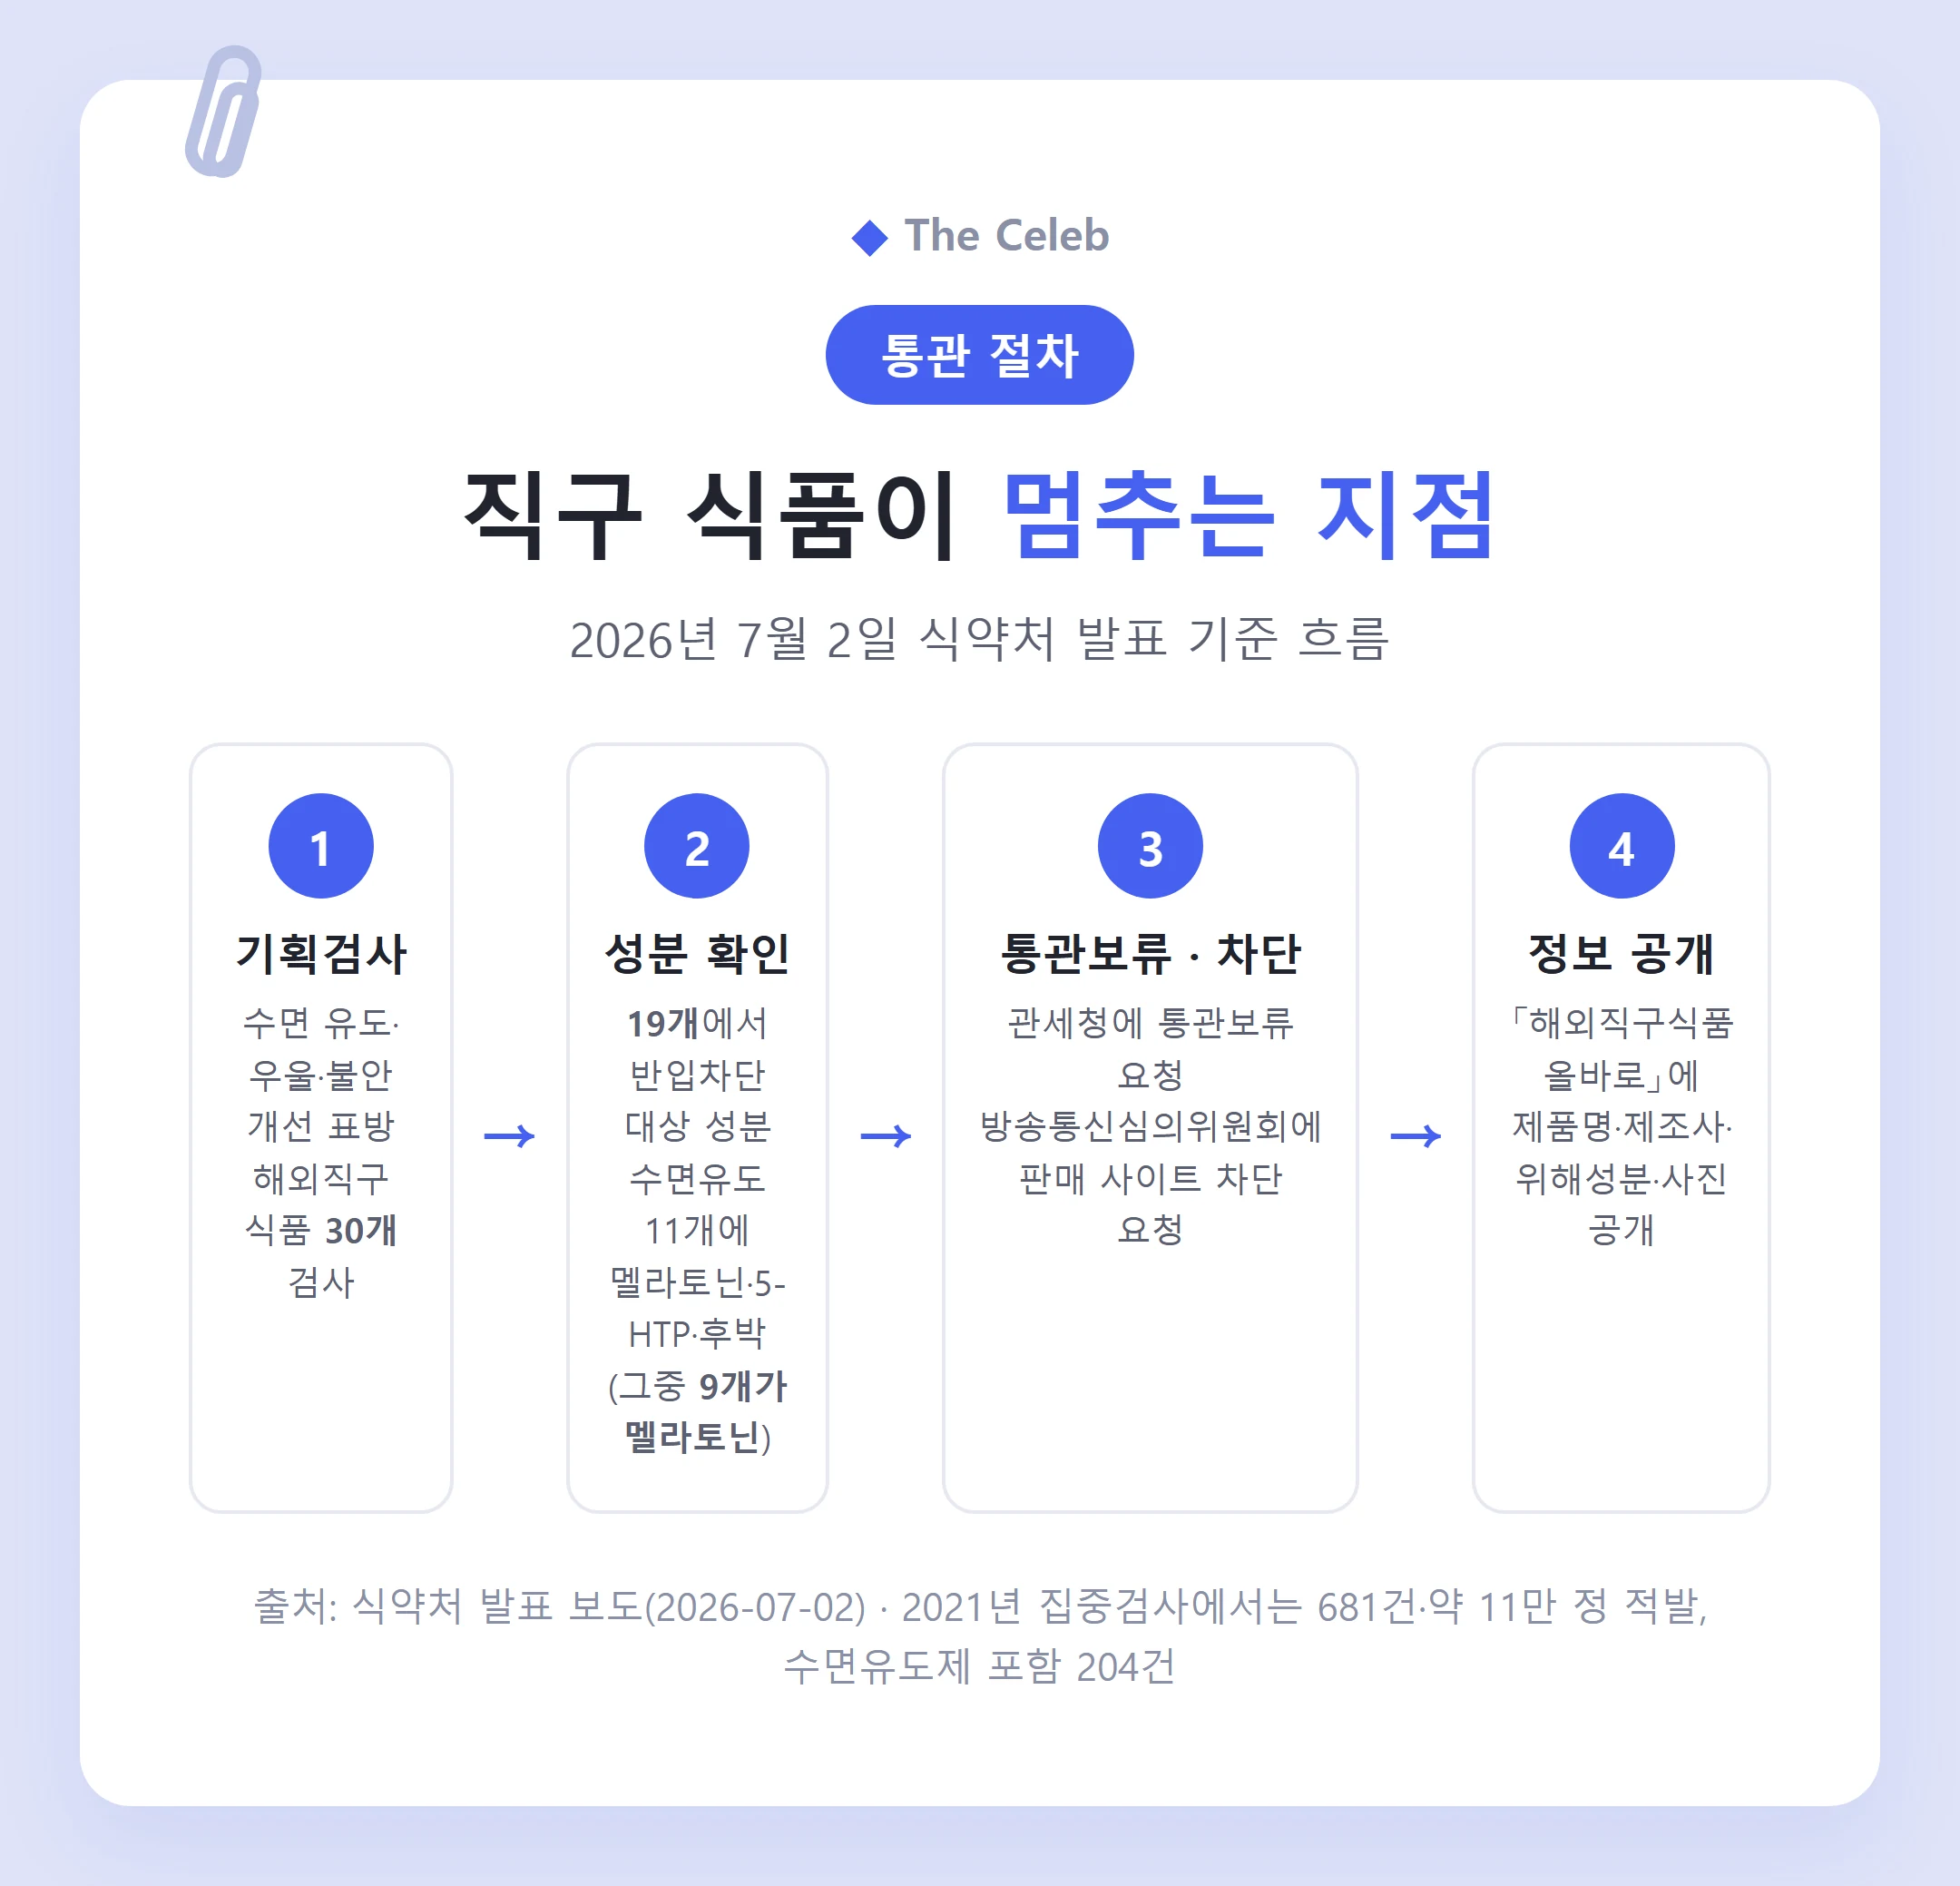 The Celeb
통관 절차
직구 식품이 멈추는 지점
2026년 7월 2일 식약처 발표 기준 흐름
1
기획검사
수면 유도·
우울·불안
개선 표방
해외직구
식품 30개
검사
→
2
성분 확인
19개에서
반입차단
대상 성분
수면유도
11개에
멜라토닌·5-
HTP·후박
(그중 9개가
멜라토닌)
→
3
통관보류 · 차단
관세청에 통관보류
요청
방송통신심의위원회에
판매 사이트 차단
요청
→
4
정보 공개
「해외직구식품
올바로」에
제품명·제조사·
위해성분·사진
공개
출처: 식약처 발표 보도(2026-07-02) · 2021년 집중검사에서는 681건·약 11만 정 적발,
수면유도제 포함 204건